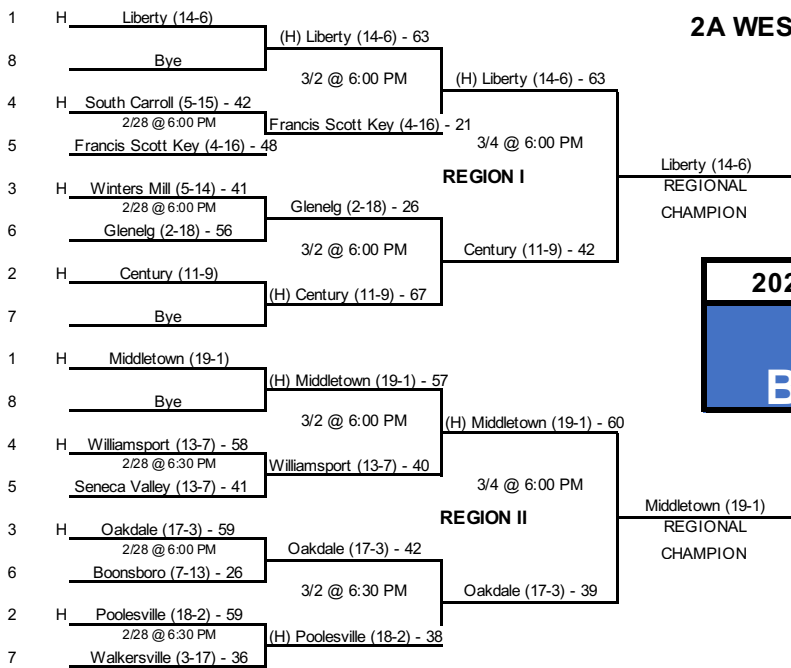 2A WES
1 H Liberty (14-6)
(H) Liberty (14-6) - 63
8 Bye
3/2 @ 6:00 PM
(H) Liberty (14-6) - 63
4 H South Carroll (5-15) - 42
2/28 @ 6:00 PM
Francis Scott Key (4-16) - 21
5 Francis Scott Key (4-16) - 48
3/4 @ 6:00 PM
REGION I
Liberty (14-6)
REGIONAL
CHAMPION
3 H Winters Mill (5-14) - 41
2/28 @ 6:00 PM
Glenelg (2-18) - 26
6 Glenelg (2-18) - 56
3/2 @ 6:00 PM
Century (11-9) - 42
2 H Century (11-9)
(H) Century (11-9) - 67
7 Bye
202
B
1 H Middletown (19-1)
(H) Middletown (19-1) - 57
8 Bye
3/2 @ 6:00 PM
(H) Middletown (19-1) - 60
4 H Williamsport (13-7) - 58
2/28 @ 6:30 PM
Williamsport (13-7) - 40
5 Seneca Valley (13-7) - 41
3/4 @ 6:00 PM
REGION II
Middletown (19-1)
REGIONAL
CHAMPION
3 H Oakdale (17-3) - 59
2/28 @ 6:00 PM
Oakdale (17-3) - 42
6 Boonsboro (7-13) - 26
3/2 @ 6:30 PM
Oakdale (17-3) - 39
2 H Poolesville (18-2) - 59
2/28 @ 6:30 PM
(H) Poolesville (18-2) - 38
7 Walkersville (3-17) - 36